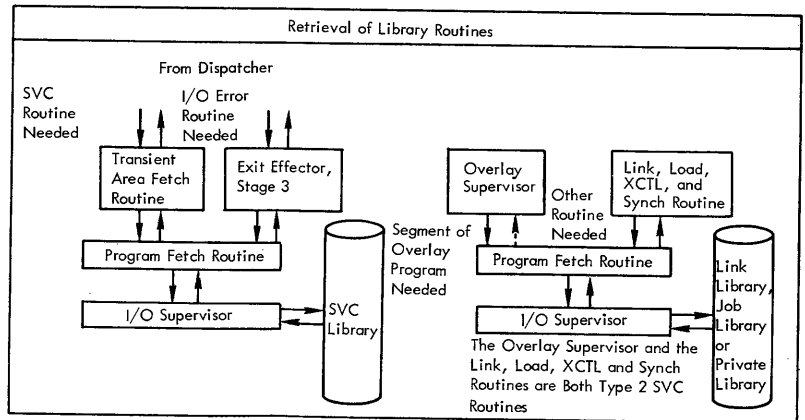 Retrieval of Library Routines
From Dispatcher
SVC
Routine
Needed
I/O Error
Routine
Needed
Transient
Area Fetch
Routine
Exit Effector,
Stage 3
Program Fetch Routine
I/O Supervisor
SVC
Library
Overlay
Supervisor
Link, Load,
XCTL, and
Synch Routine
Other
Routine
Needed
Segment of
Overlay
Program
Needed
Program Fetch Routine
I/O Supervisor
Link
Library,
Job
Library
or
Private
Library
The Overlay Supervisor and the
Link, Load, XCTL and Synch
Routines are Both Type 2 SVC
Routines